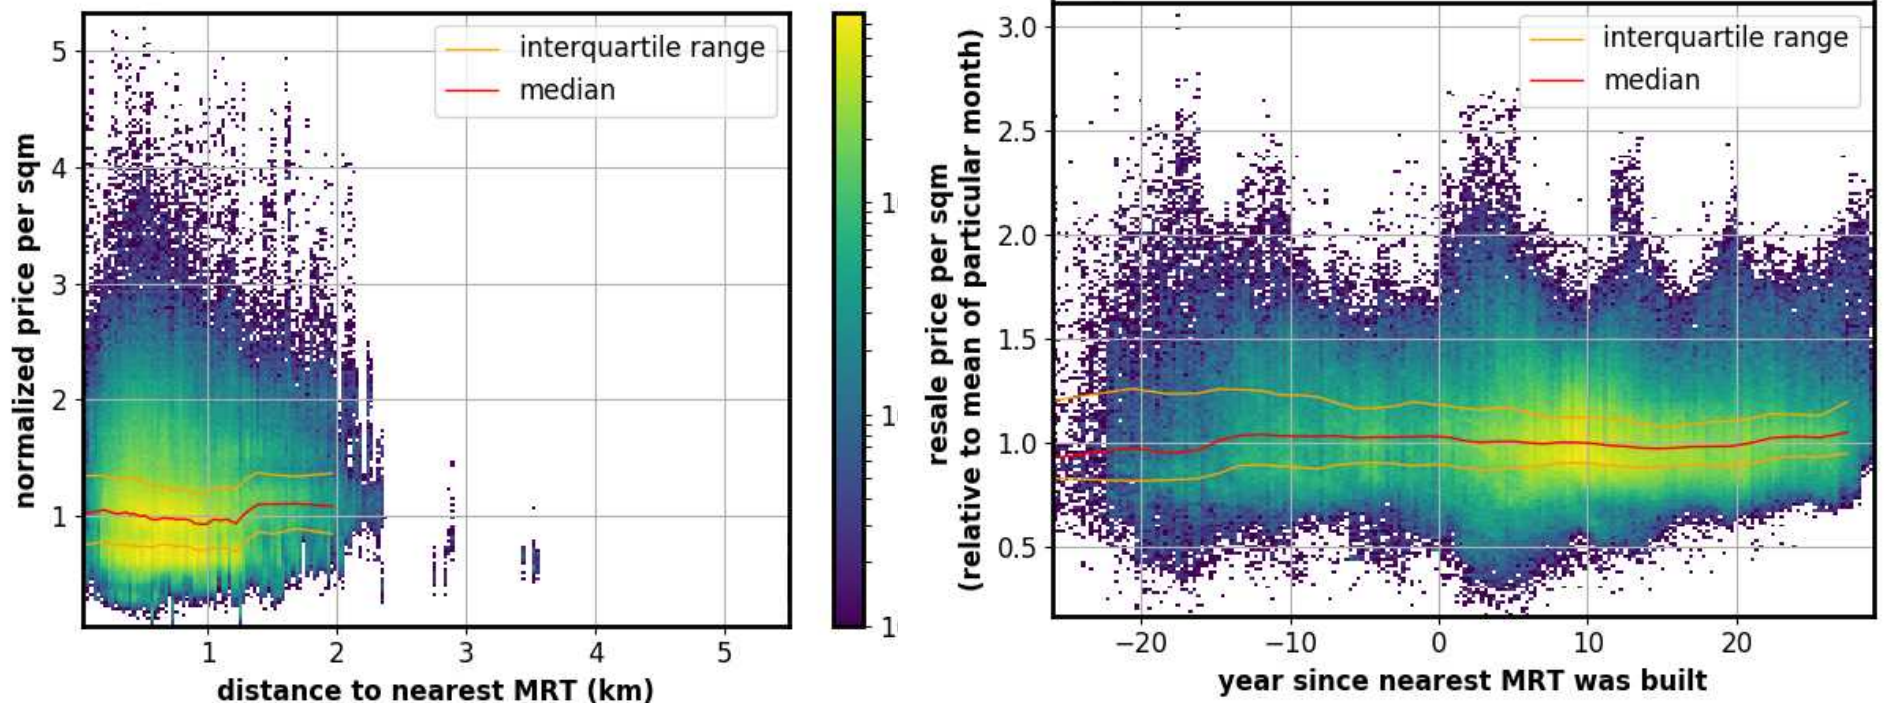 interquartile range
median
5
4
3
2
1
normalized price per sqm
1 2 3 4 5
distance to nearest MRT (km)
interquartile range
median
3.0
2.5
2.0
1.5
1.0
0.5
resale price per sqm
(relative to mean of particular month)
−20 −10 0 10 20
year since nearest MRT was built